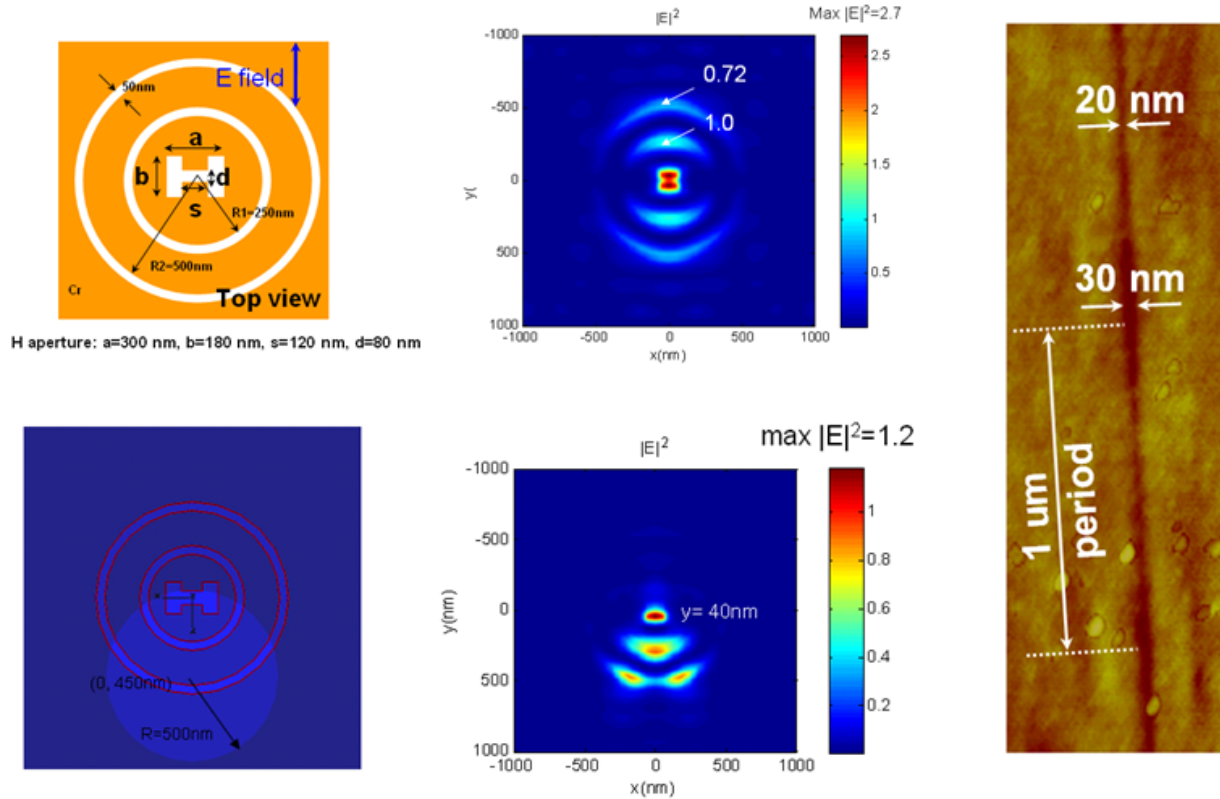 E field
50nm
a
b
d
s
R1=250nm
R2=500nm
Cr
Top view
H aperture: a=300 nm, b=180 nm, s=120 nm, d=80 nm
|E|²
Max |E|²=2.7
-1000
-500
0
500
1000
y(
0.72
1.0
-1000
-500
0
500
1000
x(nm)
2.5
2
1.5
1
0.5
(0, 450nm)
R=500nm
|E|²
max |E|²=1.2
-1000
-500
0
500
1000
y(nm)
y= 40nm
-1000
-500
0
500
1000
x(nm)
1
0.8
0.6
0.4
0.2
0
20 nm
30 nm
1 um
period